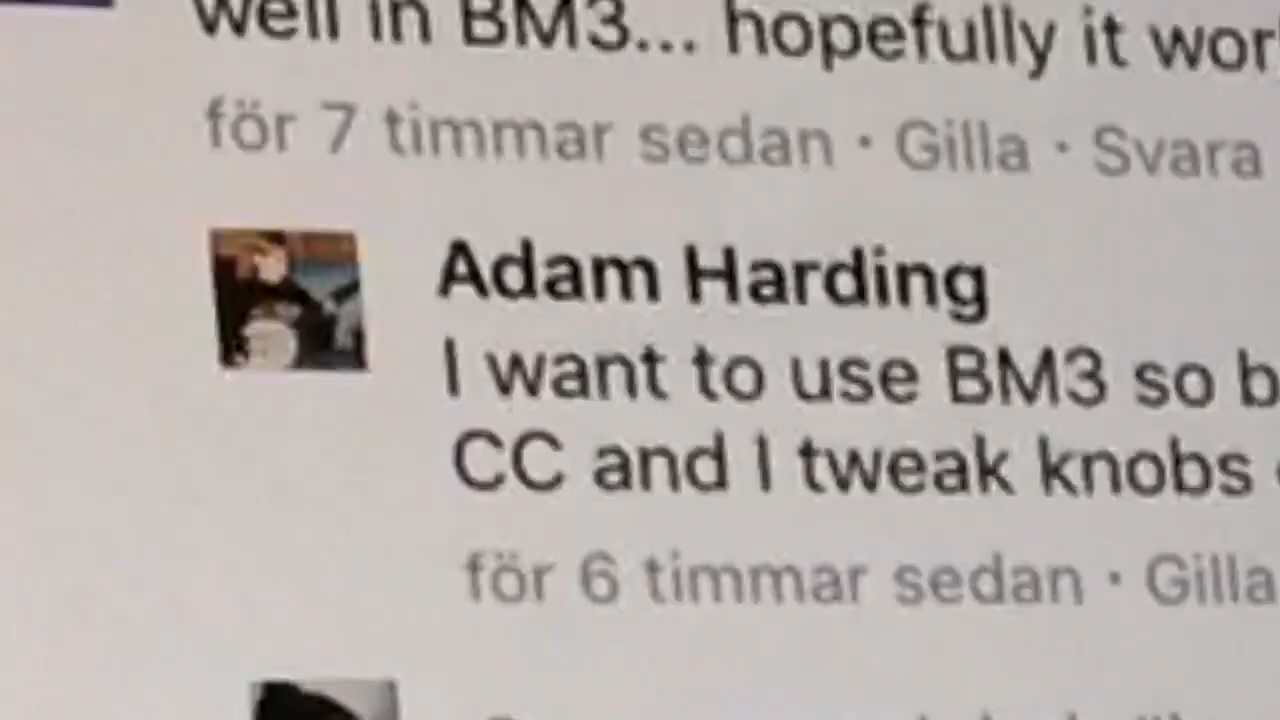 well in BM3... hopefully it wor
för 7 timmar sedan · Gilla · Svara
Adam Harding
I want to use BM3 so b
CC and I tweak knobs
för 6 timmar sedan · Gilla